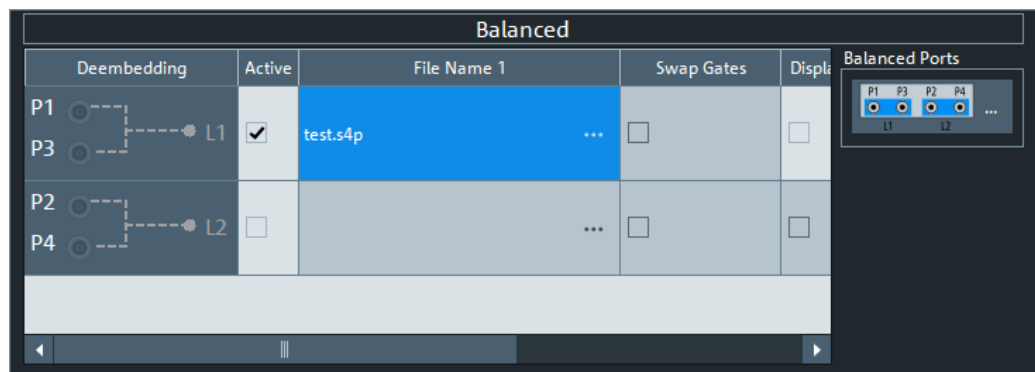 Balanced
Deembedding Active File Name 1 Swap Gates Displa
Balanced Ports
P1 P3 P2 P4
...
L1 L2
P1
L1
test.s4p ...
P3
P2
L2
...
P4